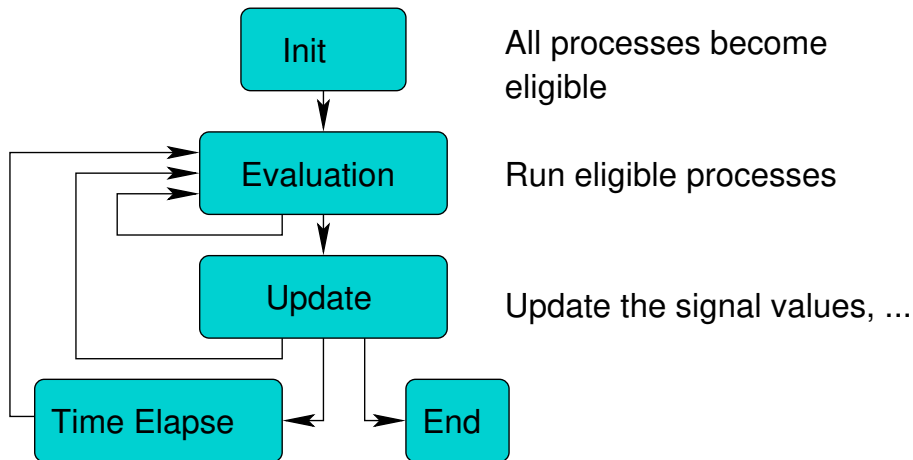 Init
All processes become
eligible
Evaluation
Run eligible processes
Update
Update the signal values, ...
Time Elapse
End